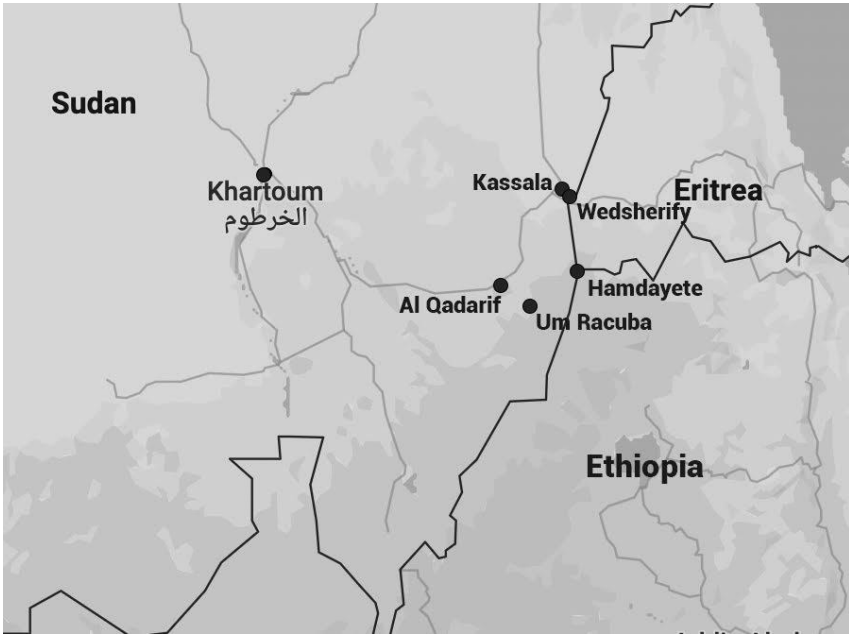 Sudan
Khartoum
الخرطوم
Kassala
Eritrea
Wedsherify
Hamdayete
Al Qadarif
Um Racuba
Ethiopia